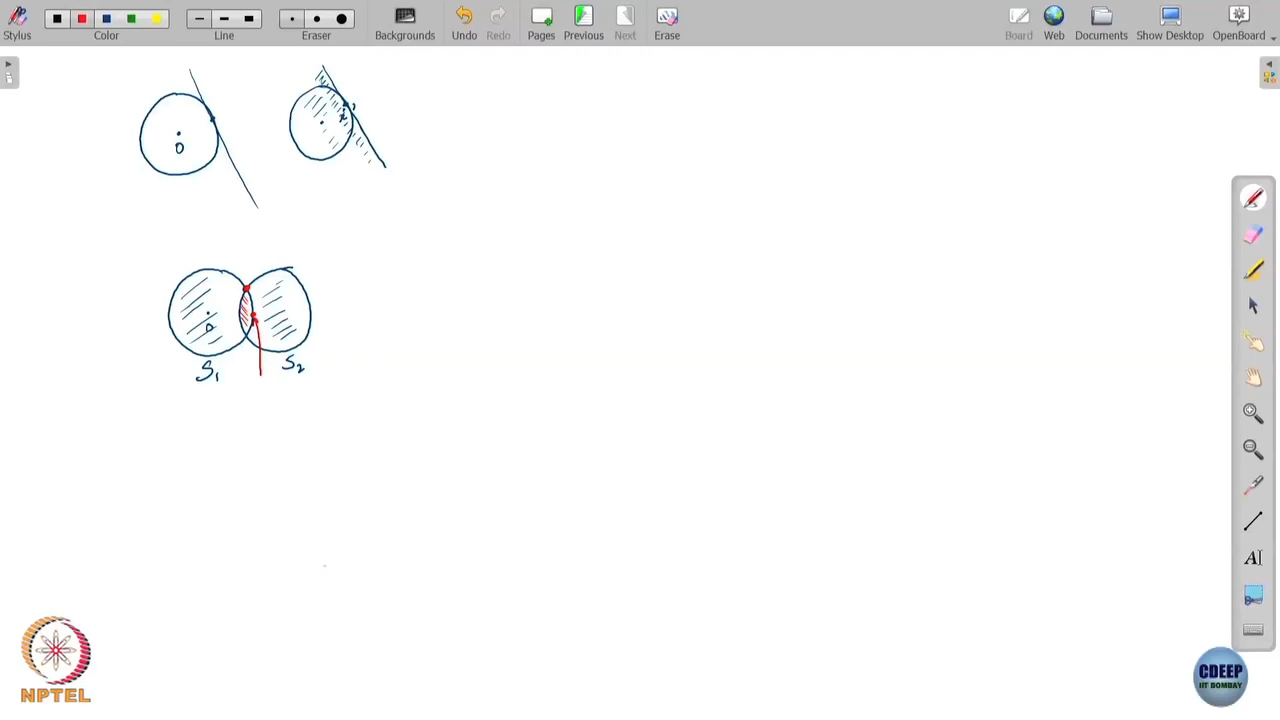 Stylus
Color
Line
Eraser
Backgrounds
Undo
Redo
Pages
Previous
Next
Erase
Board
Web
Documents
Show Desktop
OpenBoard
O
x'
O
S₁
S₂
A
NPTEL
CDEEP
IIT BOMBAY